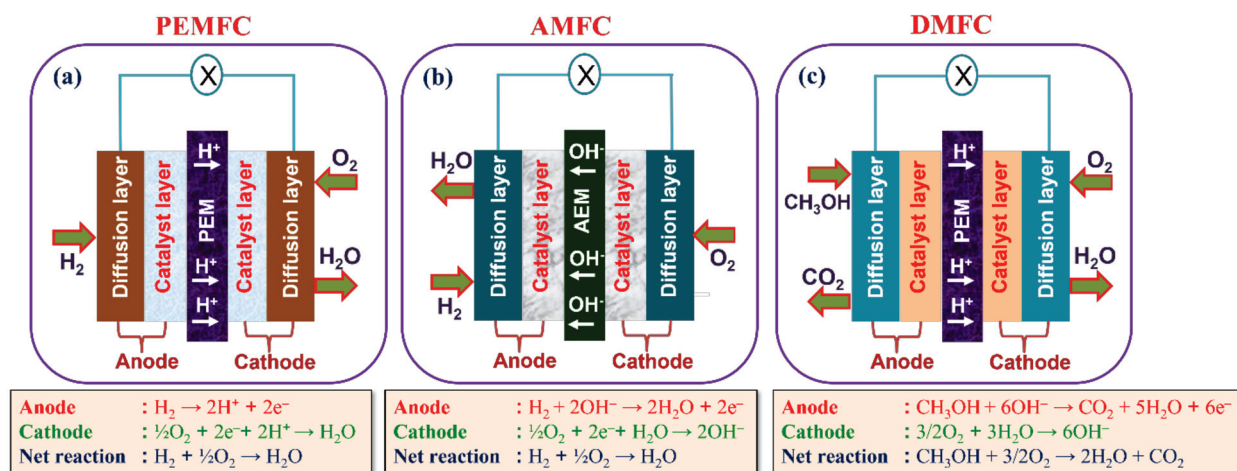 PEMFC
(a)
X
H⁺
PEM
H⁺
H⁺
Diffusion layer
Catalyst layer
Catalyst layer
Diffusion layer
H₂
O₂
H₂O
Anode
Cathode
Anode : H₂ → 2H⁺ + 2e⁻
Cathode : ½O₂ + 2e⁻+ 2H⁺→ H₂O
Net reaction : H₂ + ½O₂ → H₂O
AMFC
(b)
X
OH⁻
AEM
OH⁻
OH⁻
Diffusion layer
Catalyst layer
Catalyst layer
Diffusion layer
H₂O
H₂
O₂
Anode
Cathode
Anode : H₂ + 2OH⁻ → 2H₂O + 2e⁻
Cathode : ½O₂ + 2e⁻+ H₂O → 2OH⁻
Net reaction : H₂ + ½O₂ → H₂O
DMFC
(c)
X
H⁺
PEM
H⁺
H⁺
Diffusion layer
Catalyst layer
Catalyst layer
Diffusion layer
CH₃OH
CO₂
O₂
H₂O
Anode
Cathode
Anode : CH₃OH + 6OH⁻ → CO₂ + 5H₂O + 6e⁻
Cathode : 3/2O₂ + 3H₂O → 6OH⁻
Net reaction : CH₃OH + 3/2O₂ → 2H₂O + CO₂